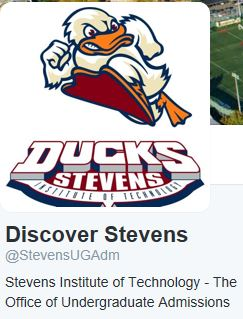 DUCKS
STEVENS
INSTITUTE OF TECHNOLOGY
Discover Stevens
@StevensUGAdm
Stevens Institute of Technology - The
Office of Undergraduate Admissions